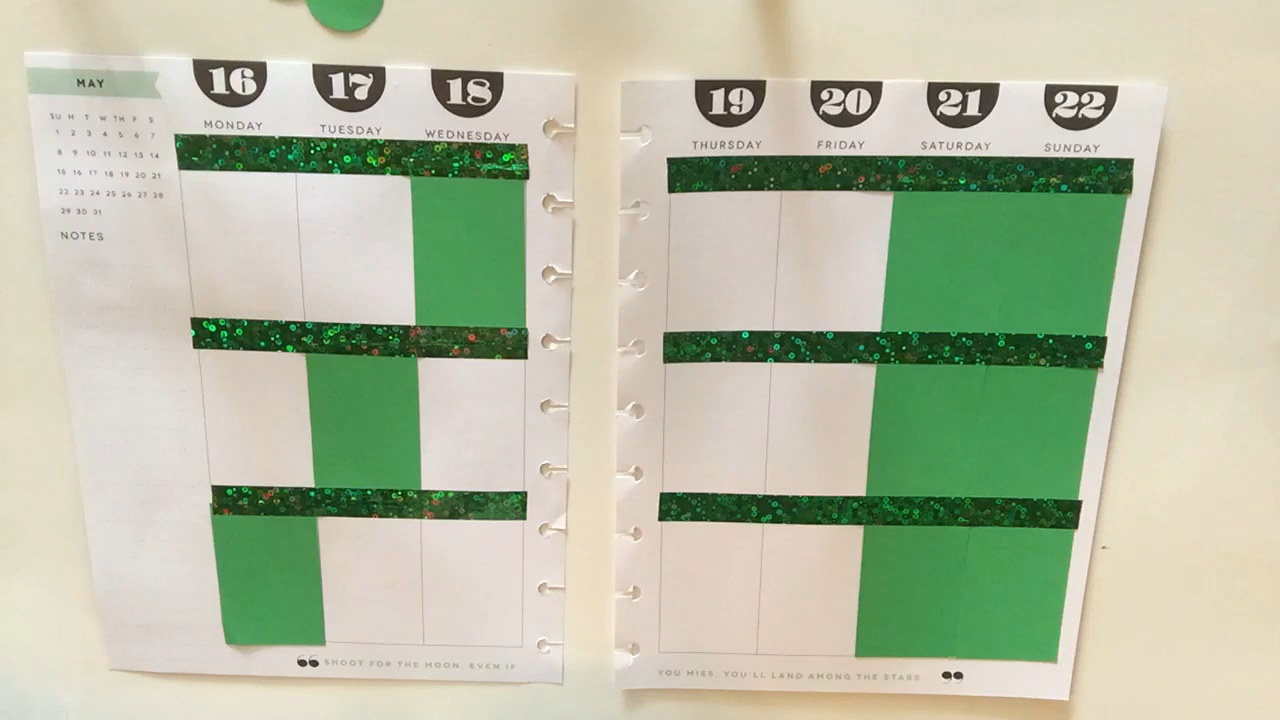 MAY
SU M T W TH F S
1 2 3 4 5 6 7
8 9 10 11 12 13 14
15 16 17 18 19 20 21
22 23 24 25 26 27 28
29 30 31
NOTES
16 17 18
MONDAY TUESDAY WEDNESDAY
❝ SHOOT FOR THE MOON. EVEN IF
19 20 21 22
THURSDAY FRIDAY SATURDAY SUNDAY
YOU MISS, YOU'LL LAND AMONG THE STARS ❞